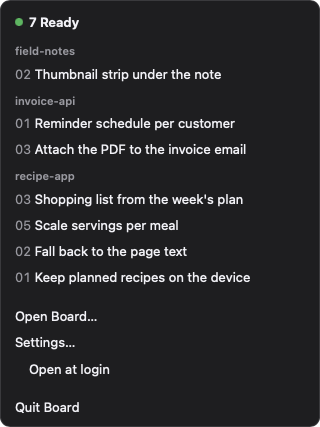 7 Ready
field-notes
02 Thumbnail strip under the note
invoice-api
01 Reminder schedule per customer
03 Attach the PDF to the invoice email
recipe-app
03 Shopping list from the week's plan
05 Scale servings per meal
02 Fall back to the page text
01 Keep planned recipes on the device
Open Board...
Settings...
Open at login
Quit Board